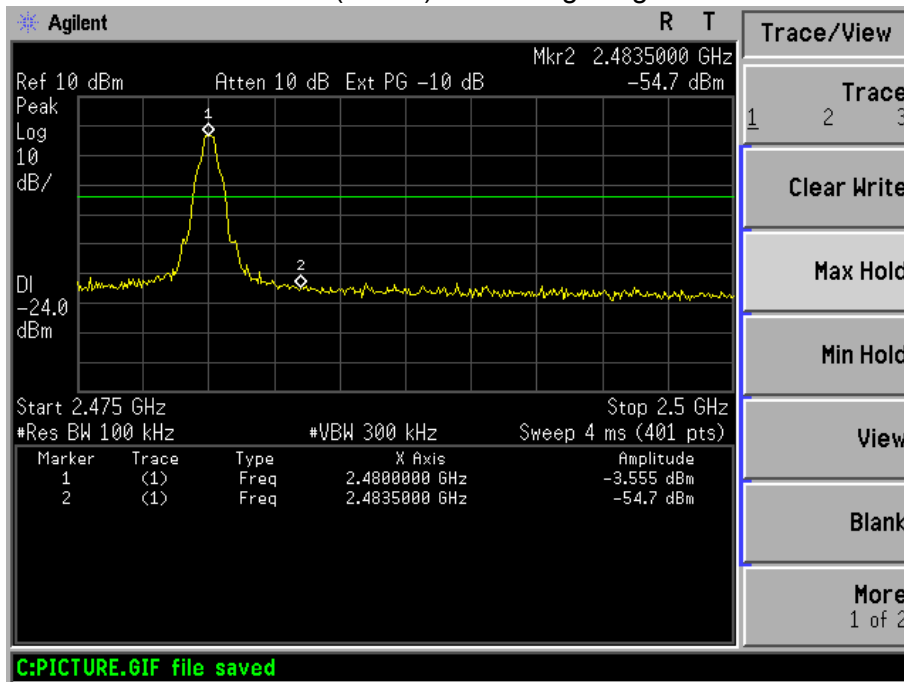 Agilent R T
Mkr2 2.4835000 GHz
Ref 10 dBm Atten 10 dB Ext PG -10 dB -54.7 dBm
Peak
Log
10
dB/
1
2
DI
-24.0
dBm
Start 2.475 GHz Stop 2.5 GHz
#Res BW 100 kHz #VBW 300 kHz Sweep 4 ms (401 pts)
Marker Trace Type X Axis Amplitude
1 (1) Freq 2.4800000 GHz -3.555 dBm
2 (1) Freq 2.4835000 GHz -54.7 dBm
C:PICTURE.GIF file saved
Trace/View
Trace
1 2 3
Clear Write
Max Hold
Min Hold
View
Blank
More
1 of 2